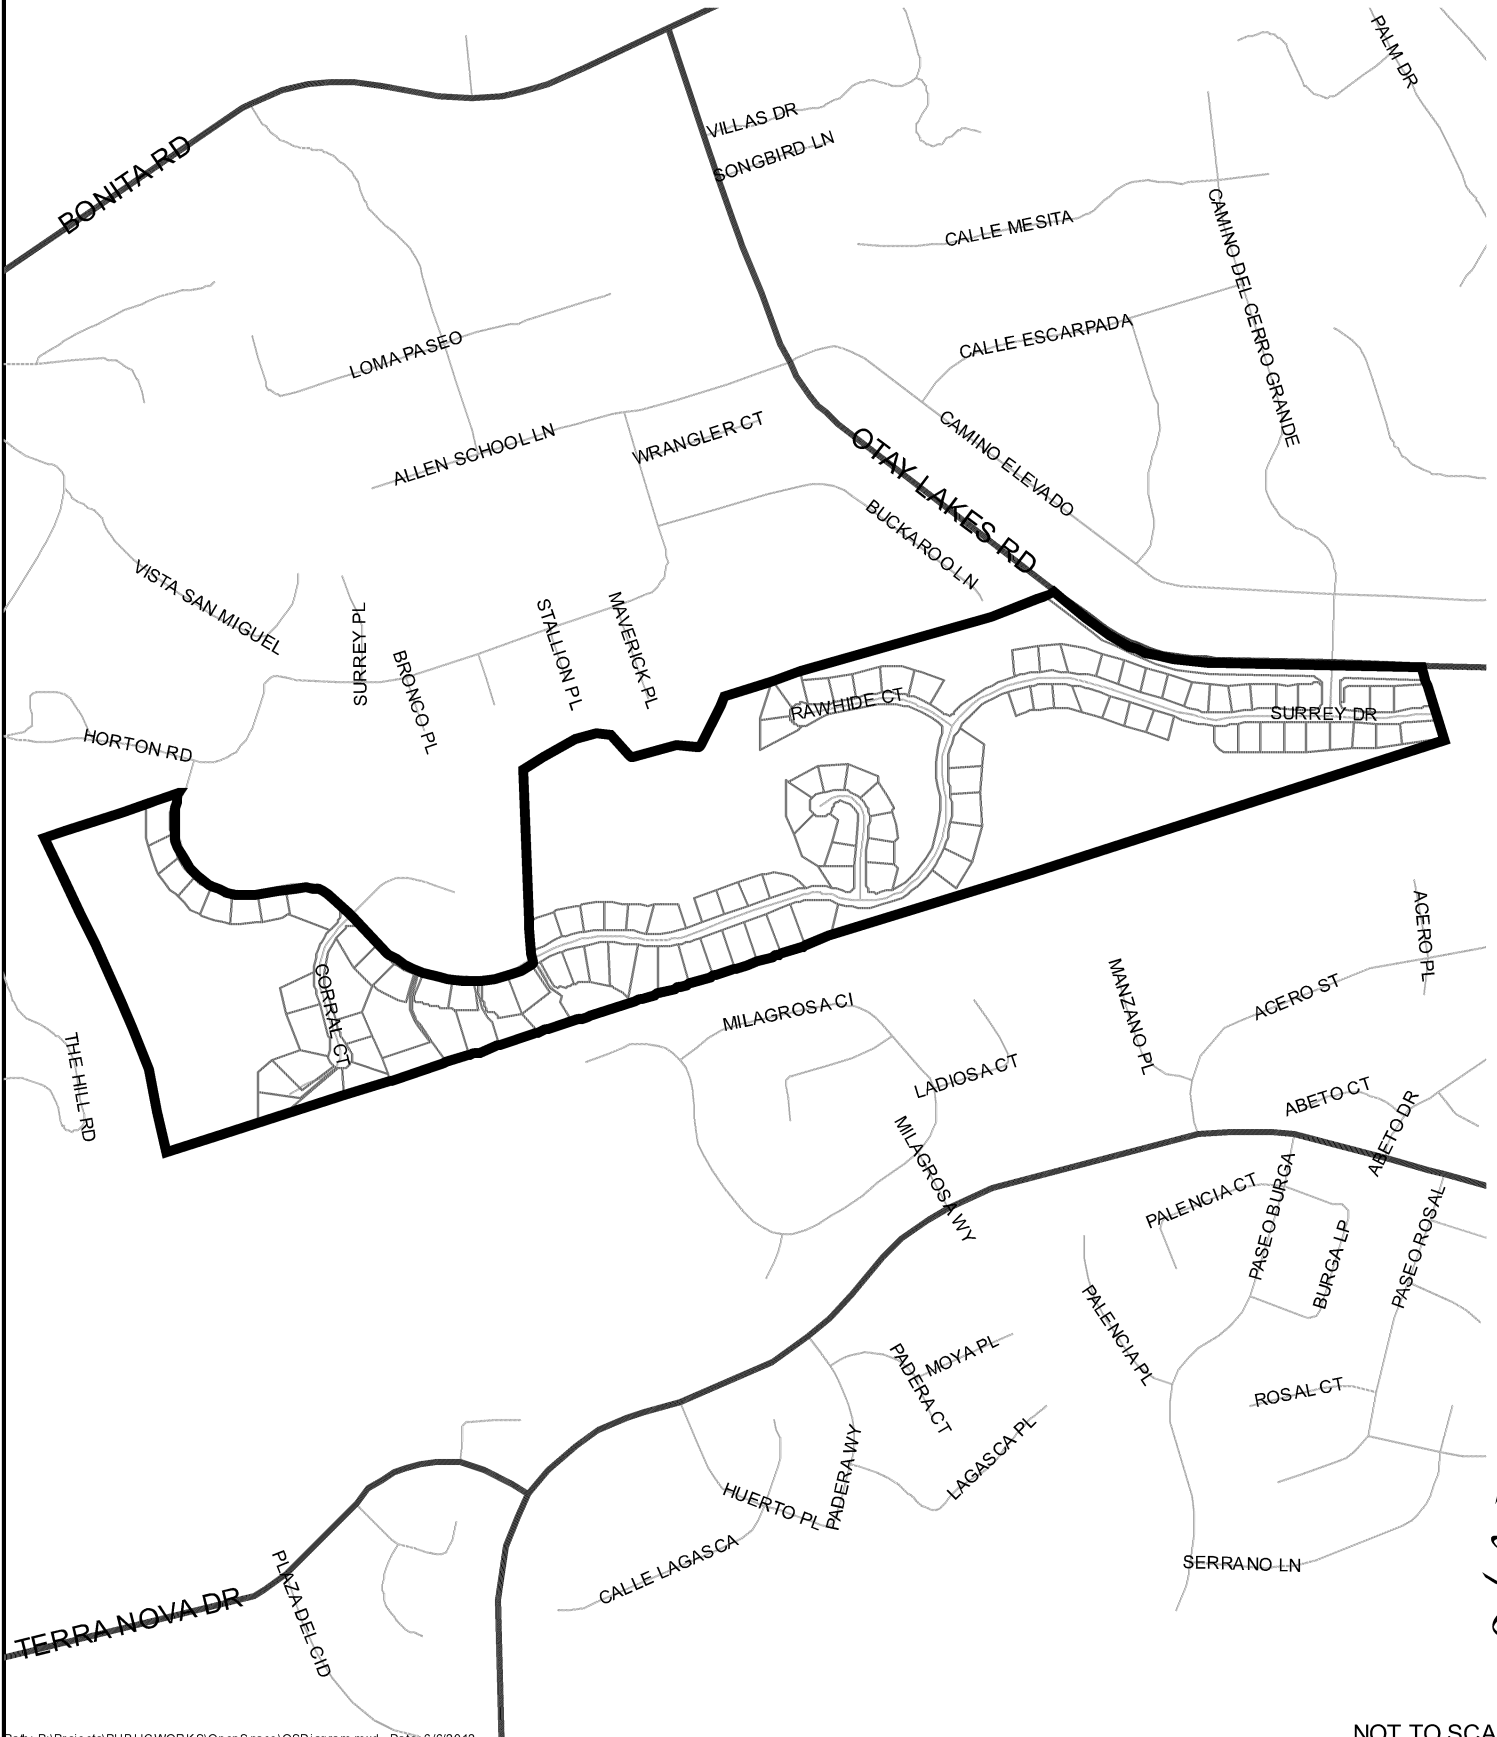 PALM DR
VILLAS DR
SONGBIRD LN
BONITA RD
CALLE MESITA
CAMINO DEL CERRO GRANDE
CALLE ESCARPADA
LOMA PASEO
ALLEN SCHOOL LN
WRANGLER CT
CAMINO ELEVADO
OTAY LAKES RD
BUCKAROO LN
VISTA SAN MIGUEL
SURREY PL
BRONCO PL
STALLION PL
MAVERICK PL
RAWHIDE CT
SURREY DR
HORTON RD
ACERO PL
CORRAL CT
MANZANO PL
ACERO ST
MILAGROSA CI
THE HILL RD
LADIOSA CT
ABETO CT
ABETO DR
MILAGROSA WY
PALENCIA CT
PASEO BURGA
BURGA LP
PASEO ROSAL
PALENCIA PL
MOYA PL
PADERA CT
ROSAL CT
LAGASCA PL
PADERA WY
HUERTO PL
CALLE LAGASCA
SERRANO LN
PLAZA DEL CID
TERRA NOVA DR
NOT TO SCA